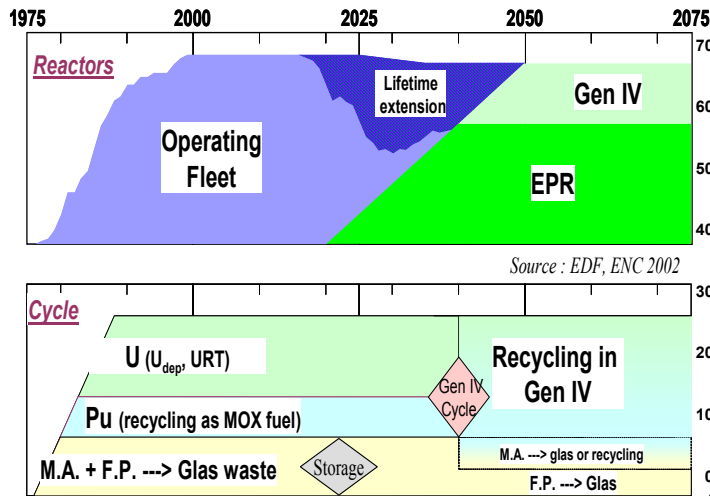 1975 2000 2025 2050 2075
Reactors
70
Lifetime
extension
Gen IV
60
Operating
Fleet
50
EPR
40
Source : EDF, ENC 2002
Cycle
30
U (Udep, URT)
Recycling in
Gen IV
20
Gen IV
Cycle
Pu (recycling as MOX fuel)
10
M.A. ---> glass or recycling
M.A. + F.P. ---> Glas waste
Storage
0
F.P. ---> Glas